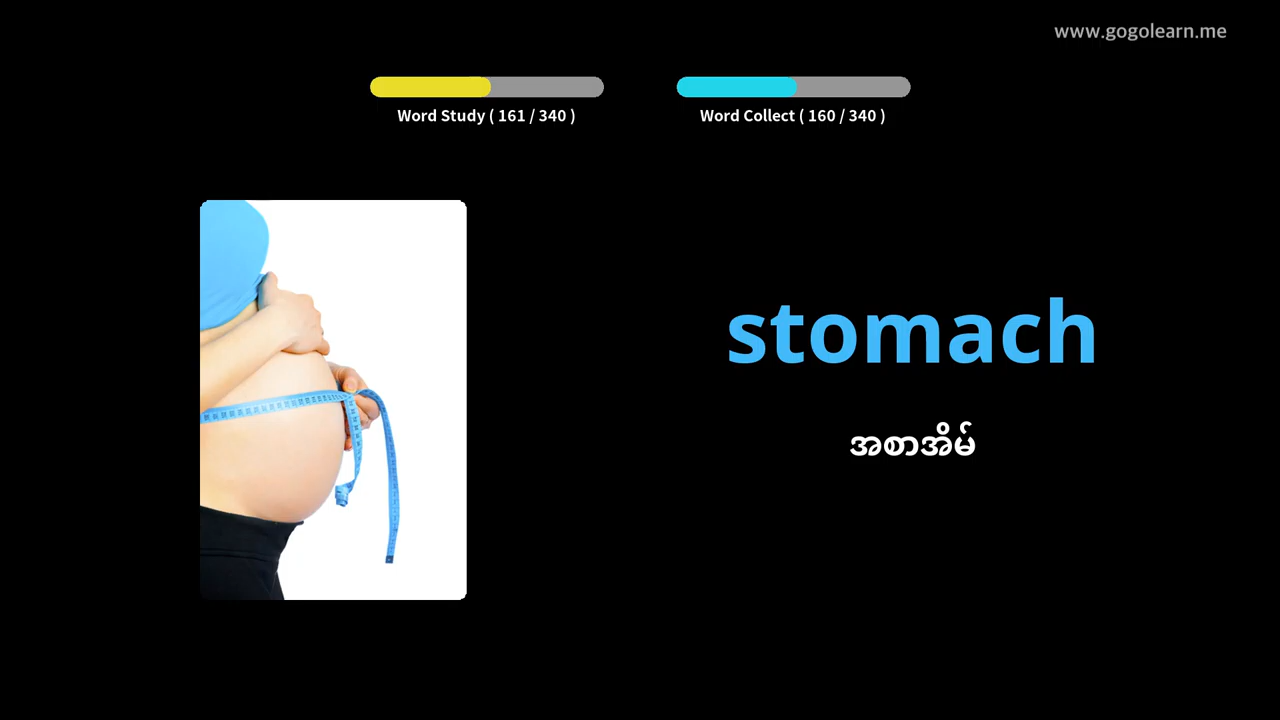 www.gogolearn.me
Word Study ( 161 / 340 )
Word Collect ( 160 / 340 )
stomach
အစာအိမ်